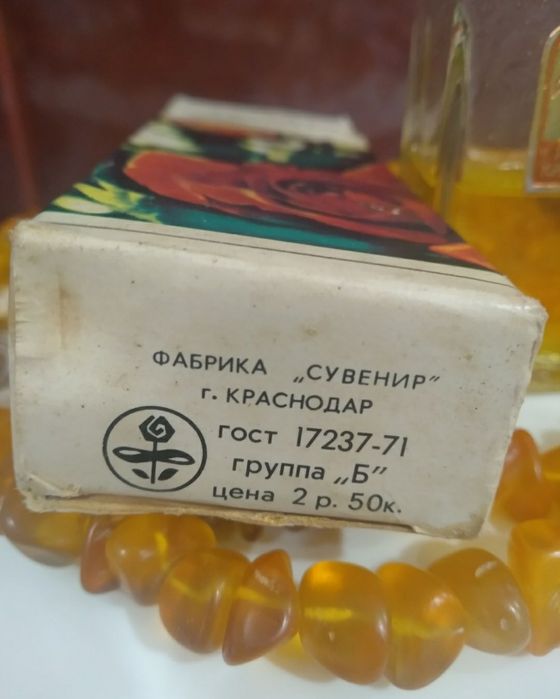 ФАБРИКА „СУВЕНИР”
г. КРАСНОДАР
гост 17237-71
группа „Б”
цена 2 р. 50к.